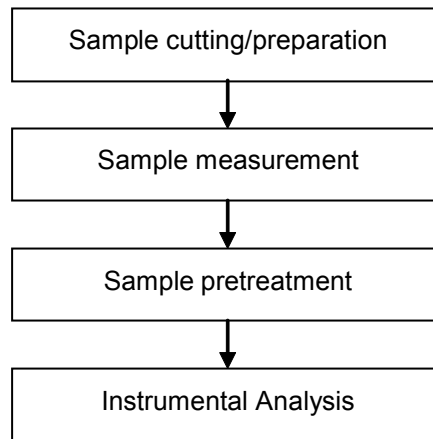 Sample cutting/preparation
Sample measurement
Sample pretreatment
Instrumental Analysis